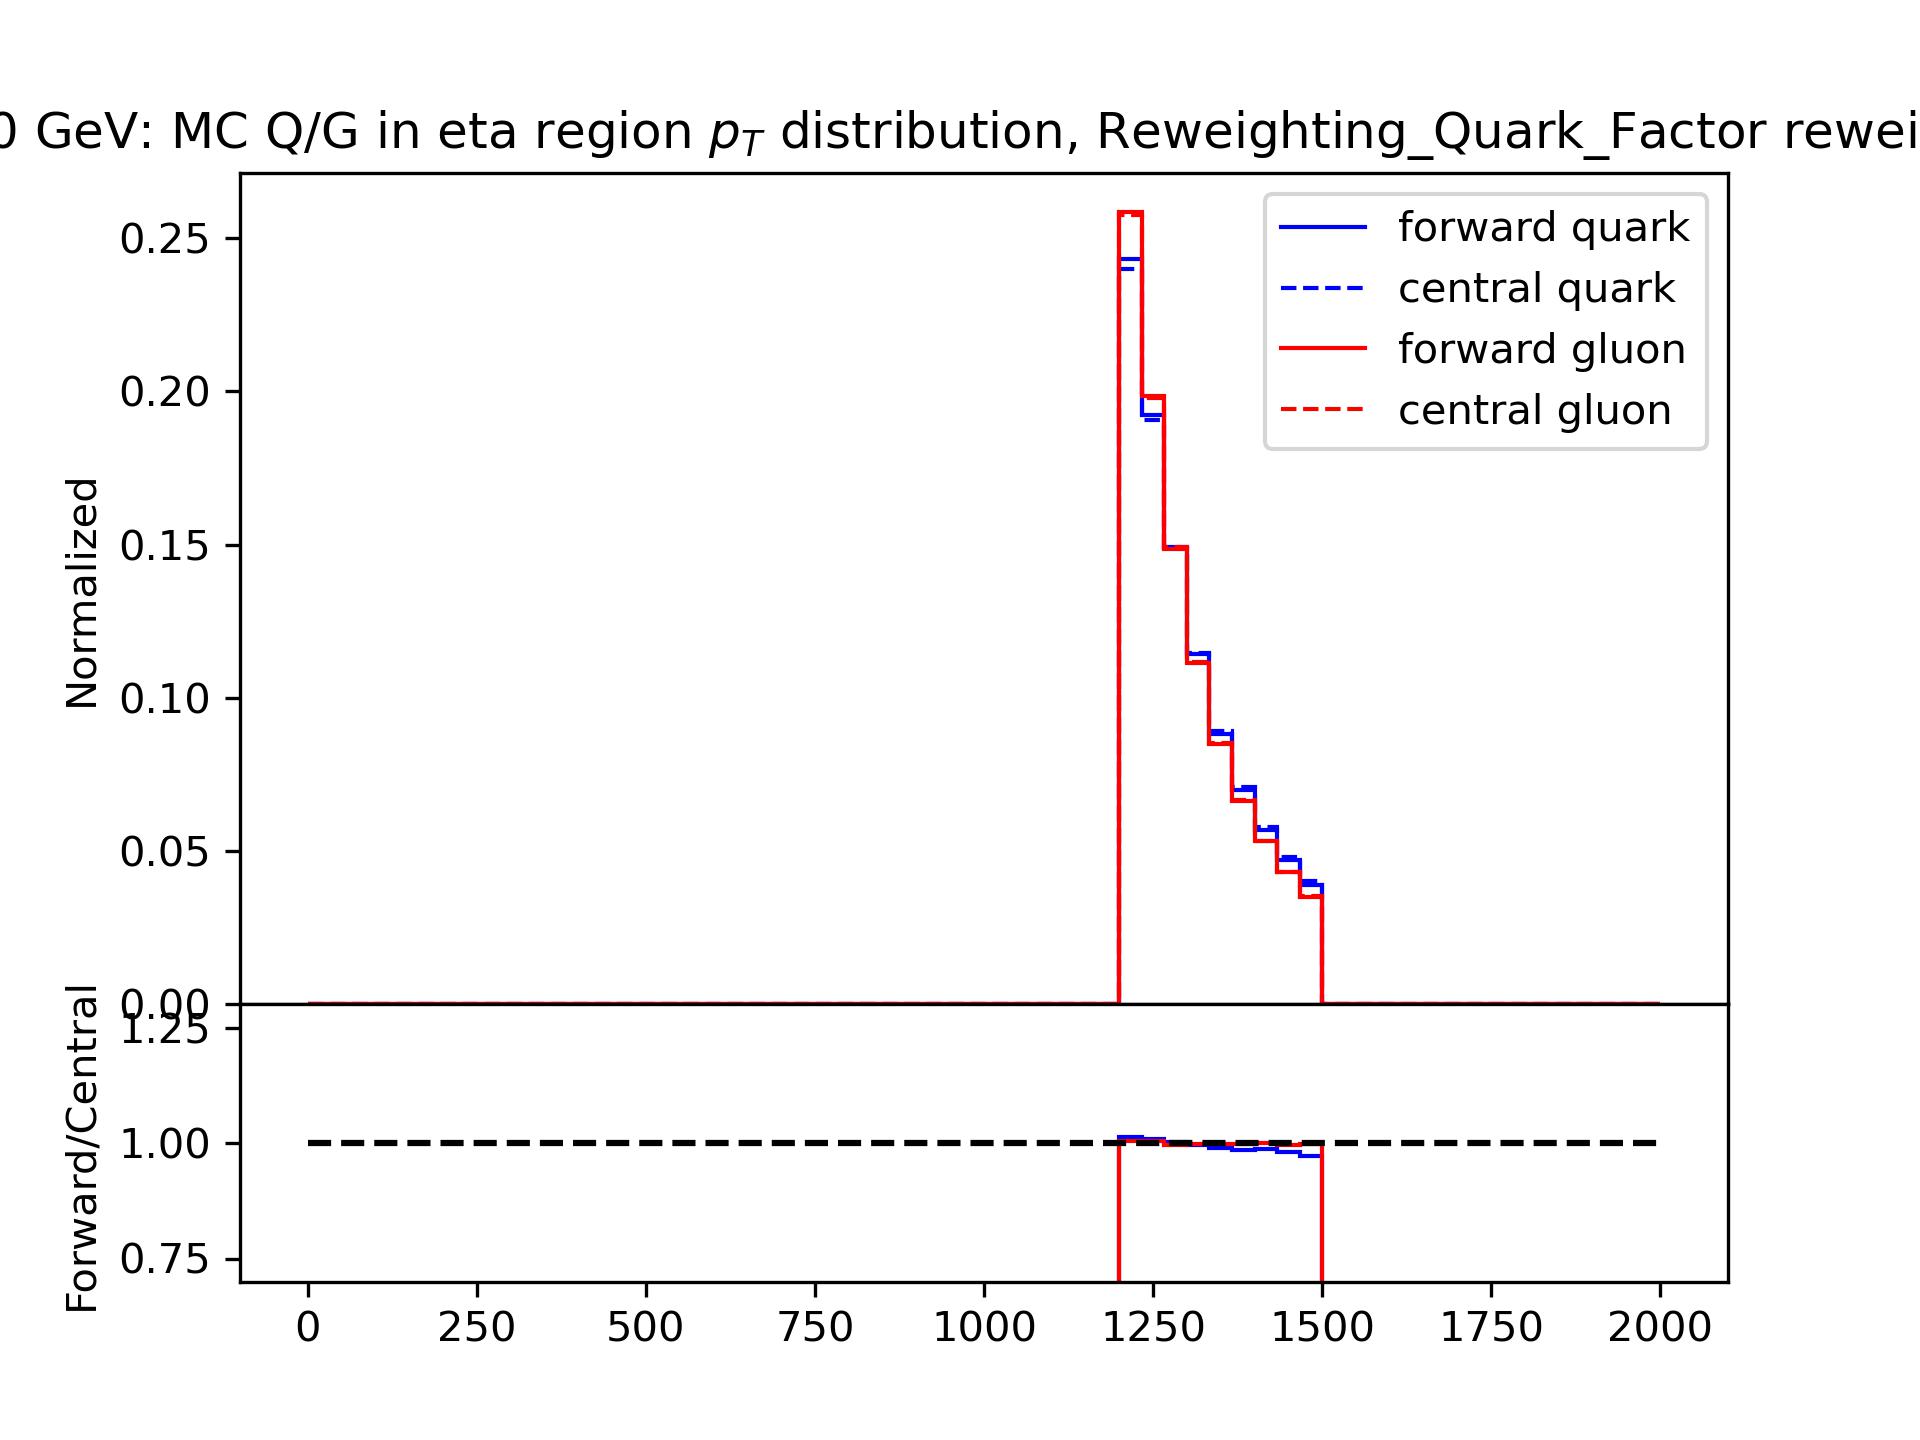 0 GeV: MC Q/G in eta region p_T distribution, Reweighting_Quark_Factor rewei
forward quark
central quark
forward gluon
central gluon
Normalized
0.25
0.20
0.15
0.10
0.05
0.00
Forward/Central
1.25
1.00
0.75
0 250 500 750 1000 1250 1500 1750 2000